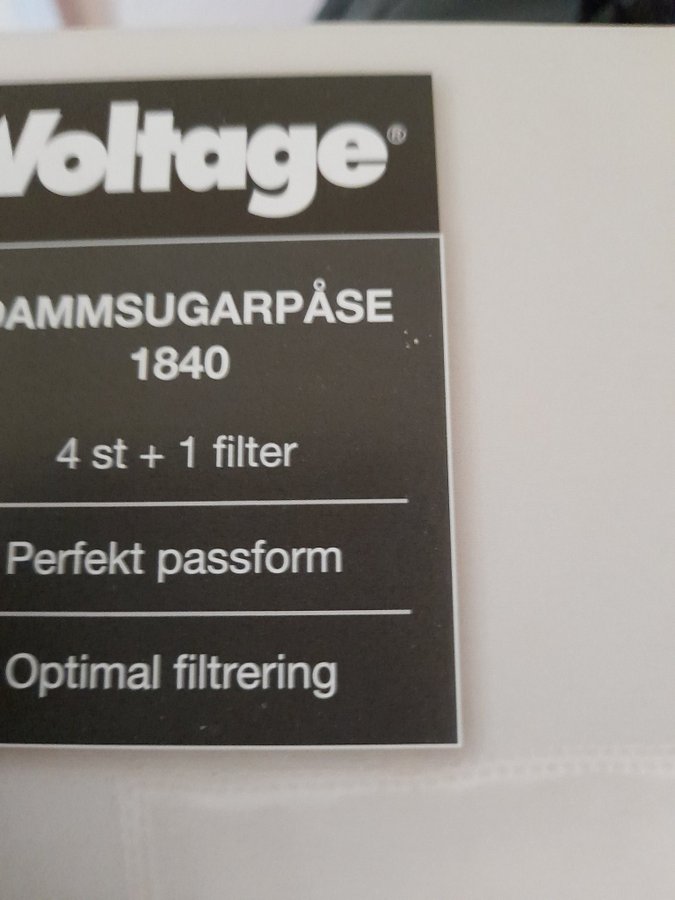 Voltage®
DAMMSUGARPÅSE
1840
4 st + 1 filter
Perfekt passform
Optimal filtrering